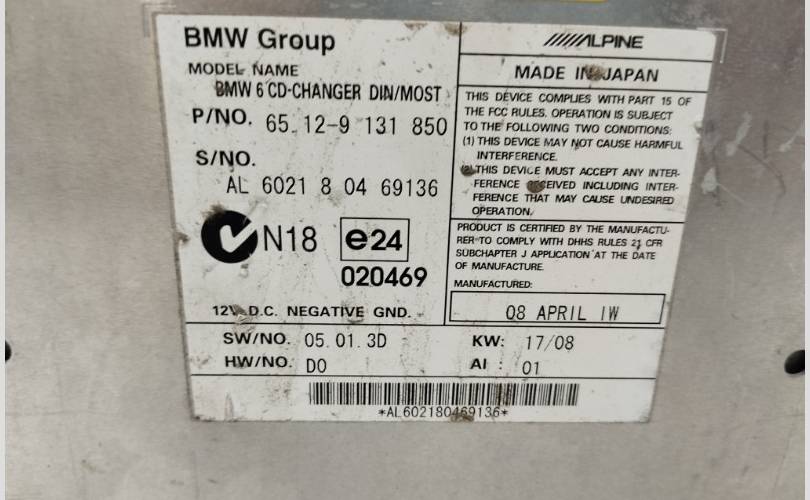 BMW Group
MODEL NAME
BMW 6 CD-CHANGER DIN/MOST
P/NO. 65.12-9 131 850
S/NO.
AL 6021 8 04 69136
N18 e24
020469
12V D.C. NEGATIVE GND.
ALPINE
MADE IN JAPAN
THIS DEVICE COMPLIES WITH PART 15 OF
THE FCC RULES. OPERATION IS SUBJECT
TO THE FOLLOWING TWO CONDITIONS:
(1) THIS DEVICE MAY NOT CAUSE HARMFUL
INTERFERENCE.
(2) THIS DEVICE MUST ACCEPT ANY INTER-
FERENCE RECEIVED INCLUDING INTER-
FERENCE THAT MAY CAUSE UNDESIRED
OPERATION.
PRODUCT IS CERTIFIED BY THE MANUFACTU-
RER TO COMPLY WITH DHHS RULES 21 CFR
SUBCHAPTER J APPLICATION AT THE DATE
OF MANUFACTURE.
MANUFACTURED:
08 APRIL IW
SW/NO. 05.01.3D KW: 17/08
HW/NO. D0 AI : 01
*AL602180469136*